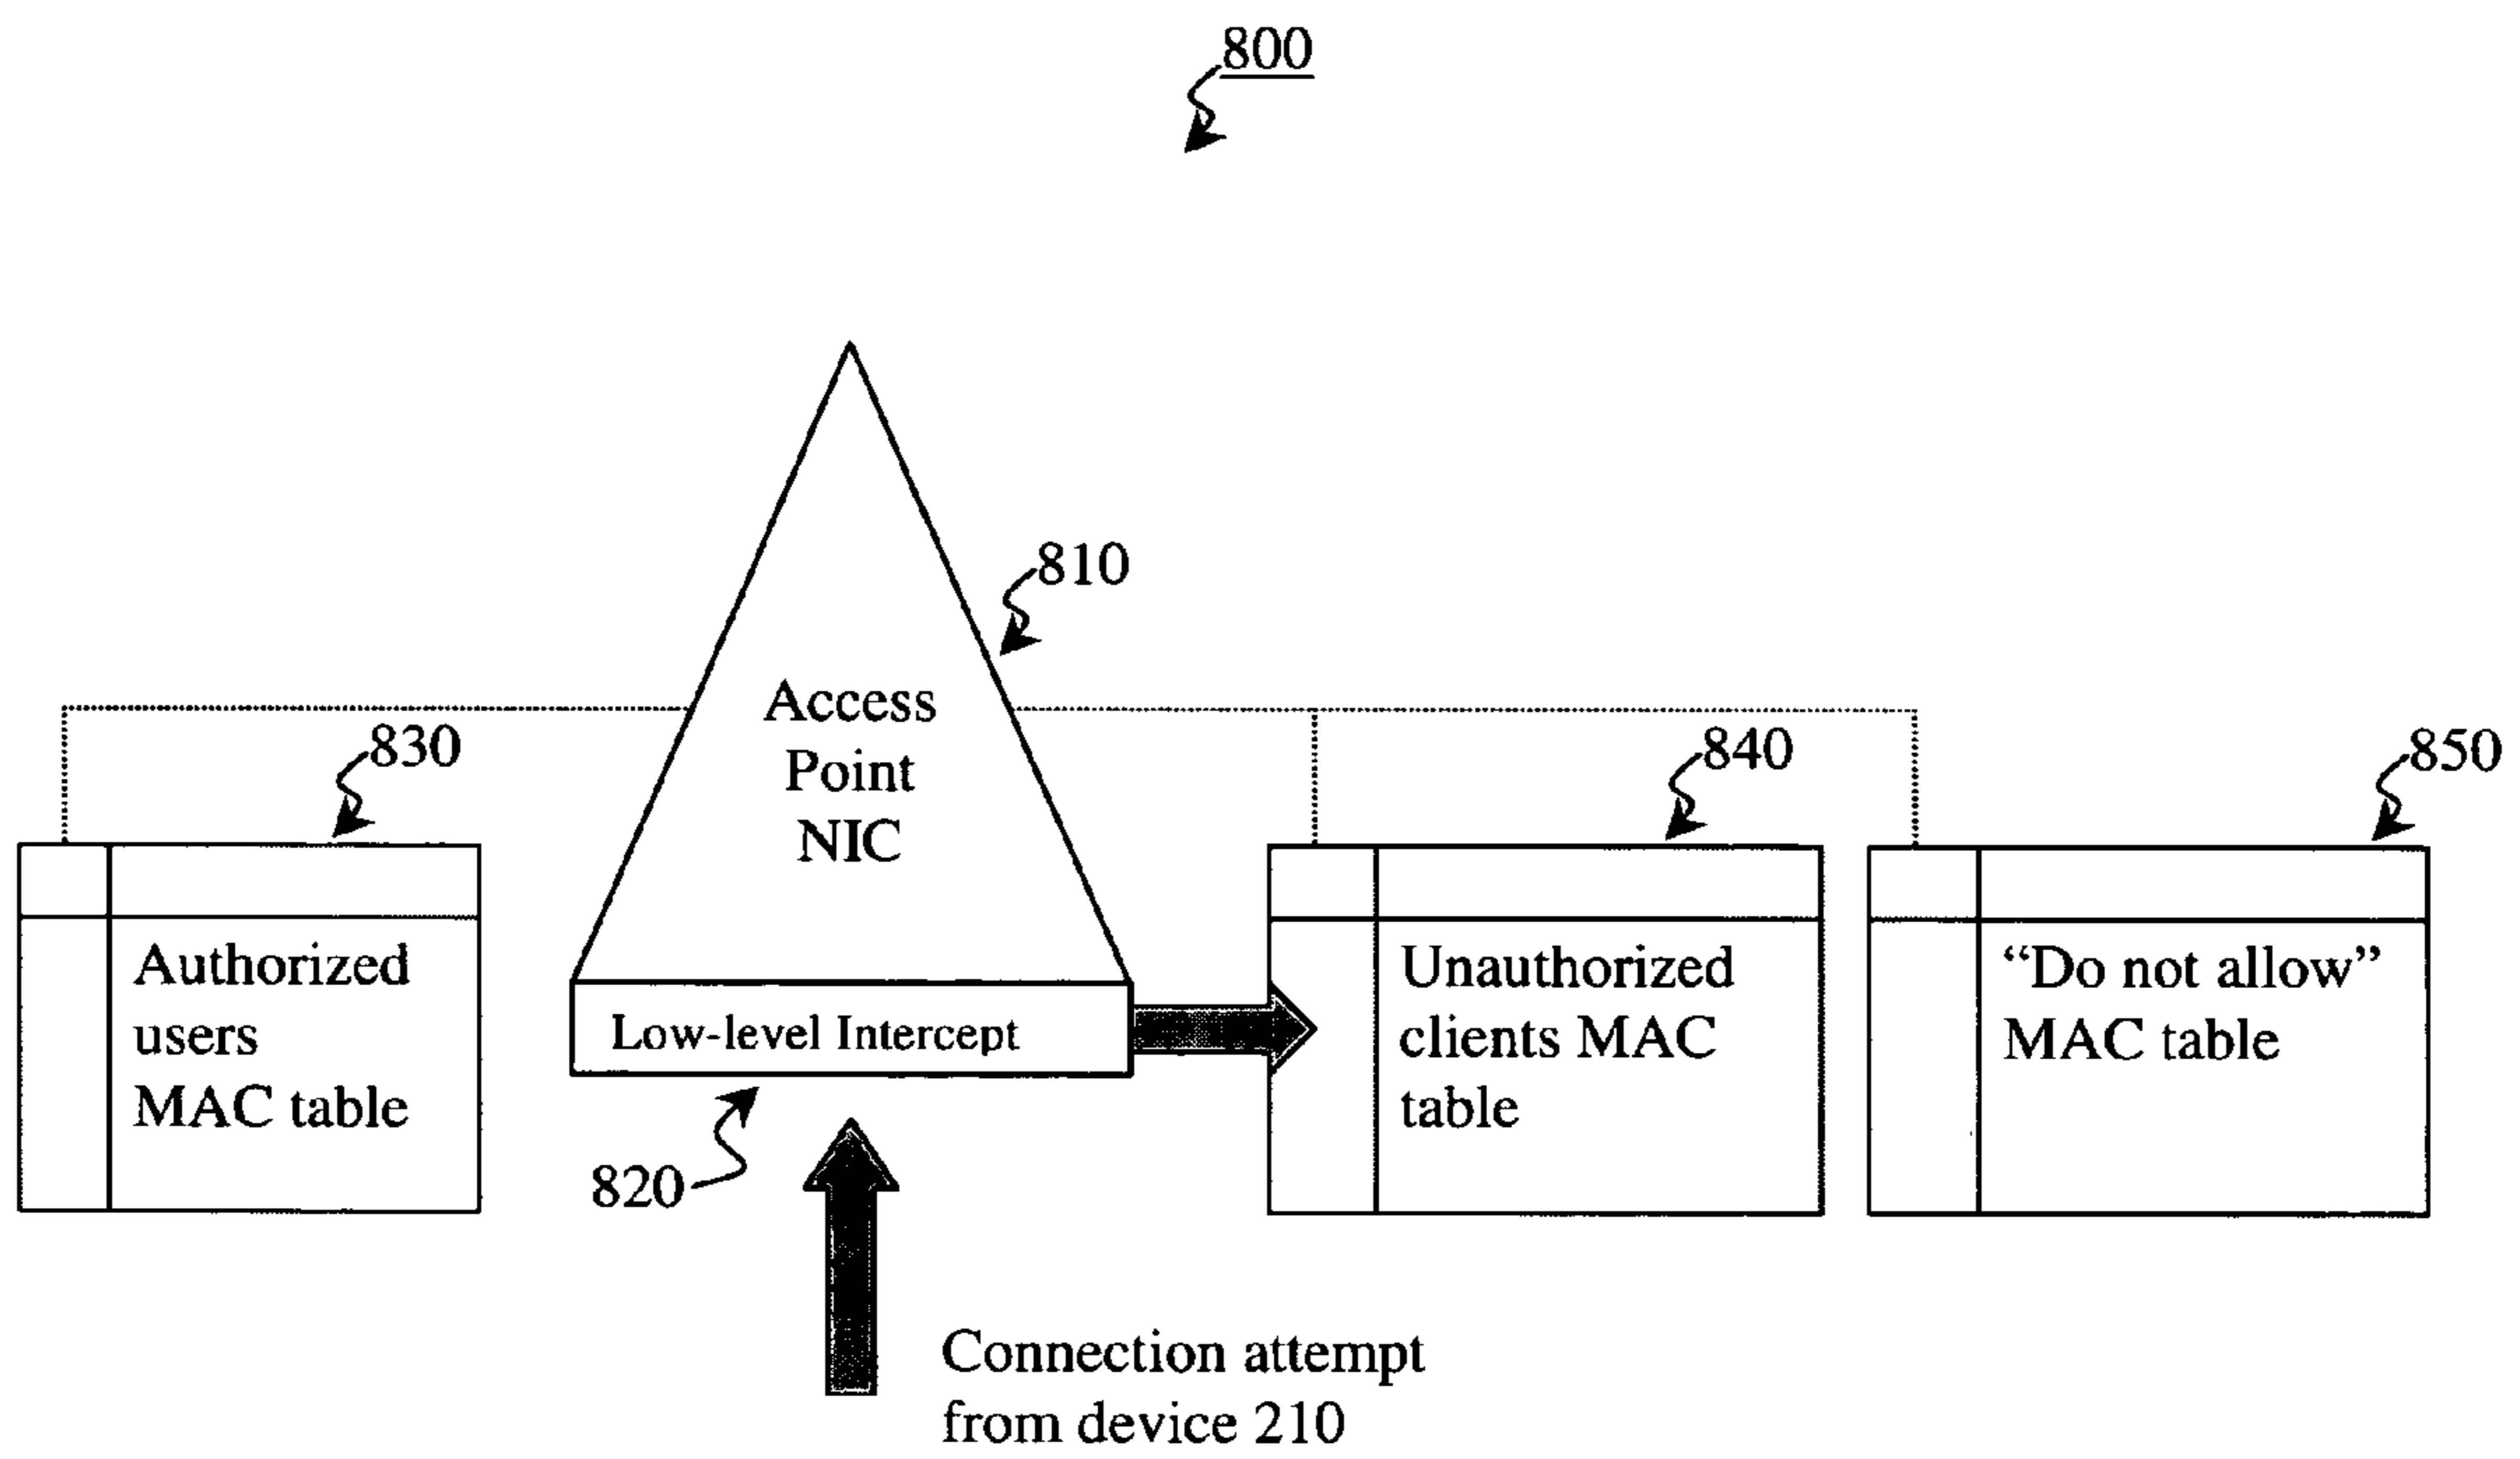 800
810
Access
Point
NIC
830
840
850
Authorized
users
MAC table
Low-level Intercept
Unauthorized
clients MAC
table
“Do not allow”
MAC table
820
Connection attempt
from device 210